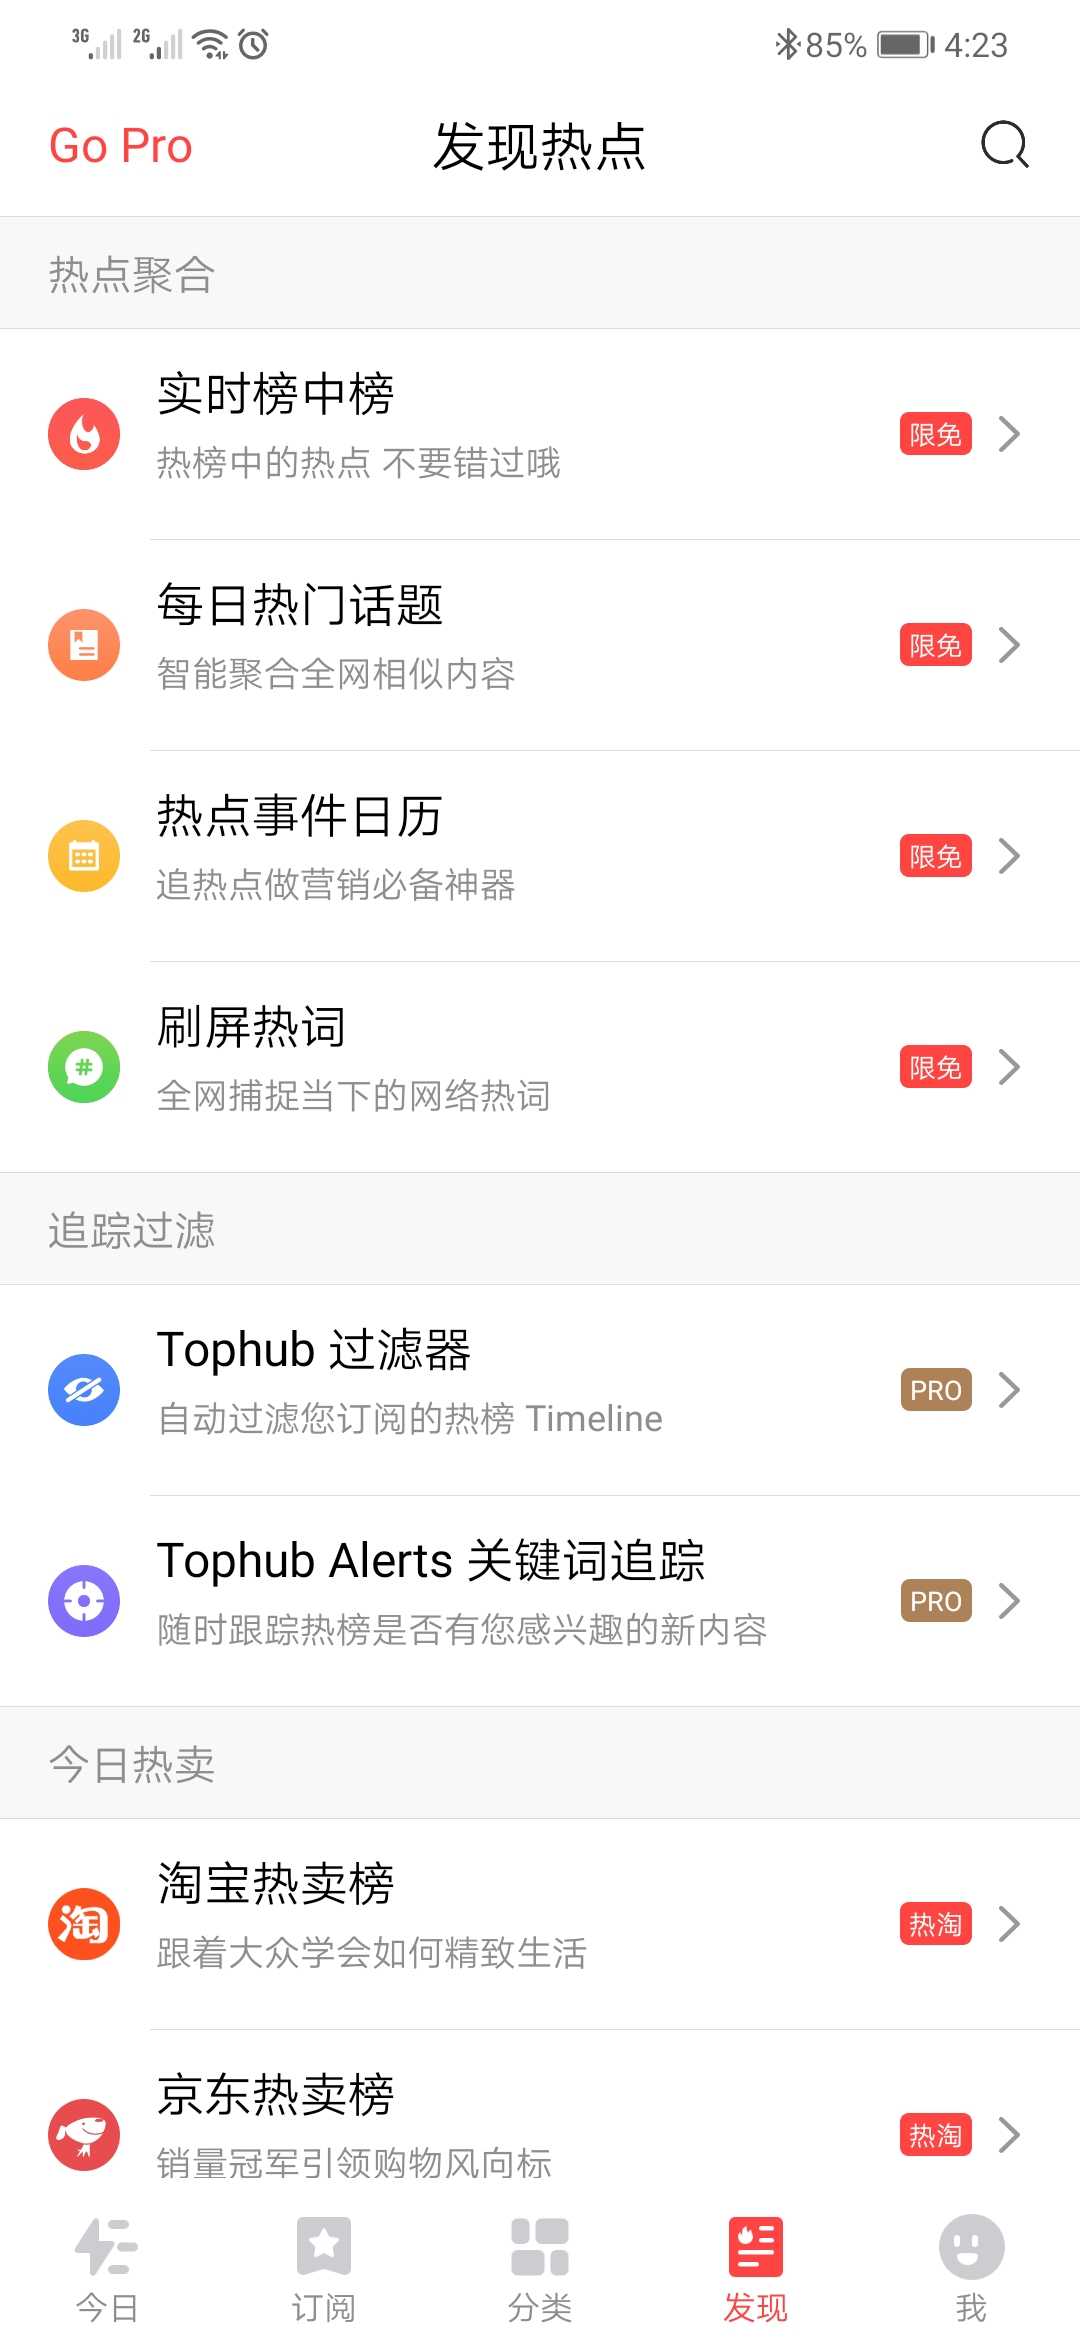 3G 2G 85% 4:23
Go Pro 发现热点
热点聚合
实时榜中榜
热榜中的热点 不要错过哦
限免
每日热门话题
智能聚合全网相似内容
限免
热点事件日历
追热点做营销必备神器
限免
刷屏热词
全网捕捉当下的网络热词
限免
追踪过滤
Tophub 过滤器
自动过滤您订阅的热榜 Timeline
PRO
Tophub Alerts 关键词追踪
随时跟踪热榜是否有您感兴趣的新内容
PRO
今日热卖
淘
淘宝热卖榜
跟着大众学会如何精致生活
热淘
京东热卖榜
销量冠军引领购物风向标
热淘
今日 订阅 分类 发现 我